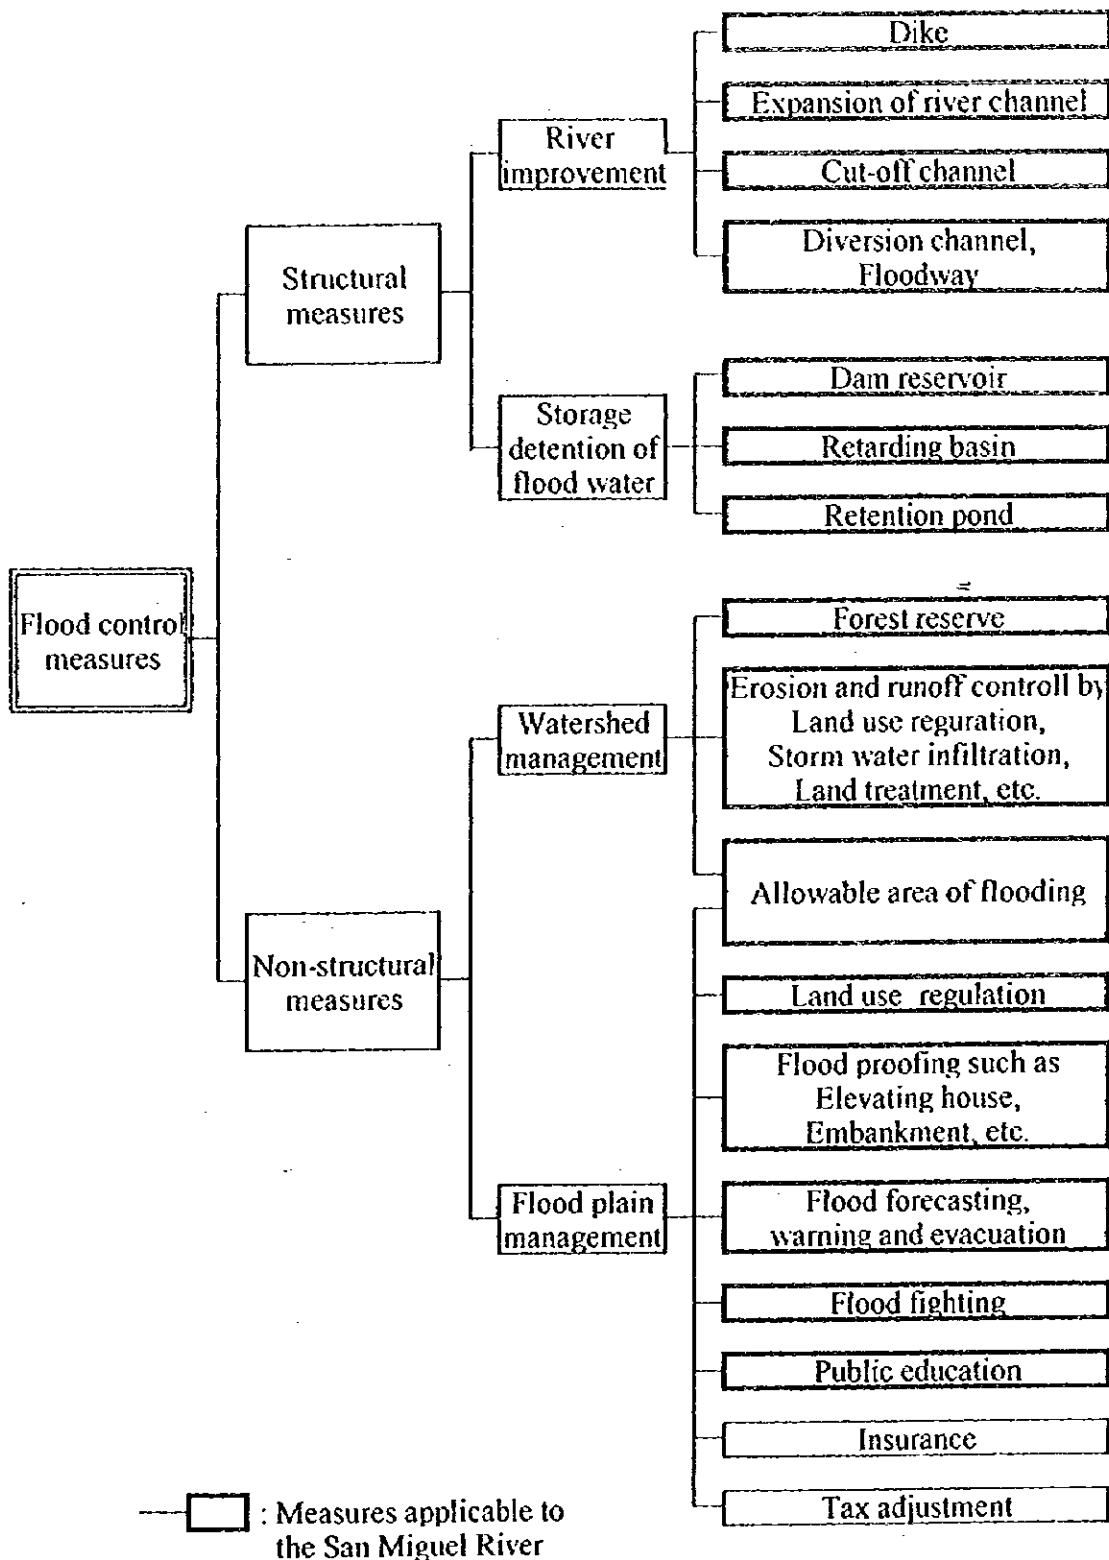 Dike
Expansion of river channel
River
improvement
Cut-off channel
Diversion channel,
Floodway
Structural
measures
Dam reservoir
Storage
detention of
flood water
Retarding basin
Retention pond
Flood control
measures
Forest reserve
Watershed
management
Erosion and runoff controll by
Land use reguration,
Storm water infiltration,
Land treatment, etc.
Allowable area of flooding
Non-structural
measures
Land use regulation
Flood proofing such as
Elevating house,
Embankment, etc.
Flood plain
management
Flood forecasting,
warning and evacuation
Flood fighting
Public education
Insurance
Tax adjustment
: Measures applicable to
the San Miguel River